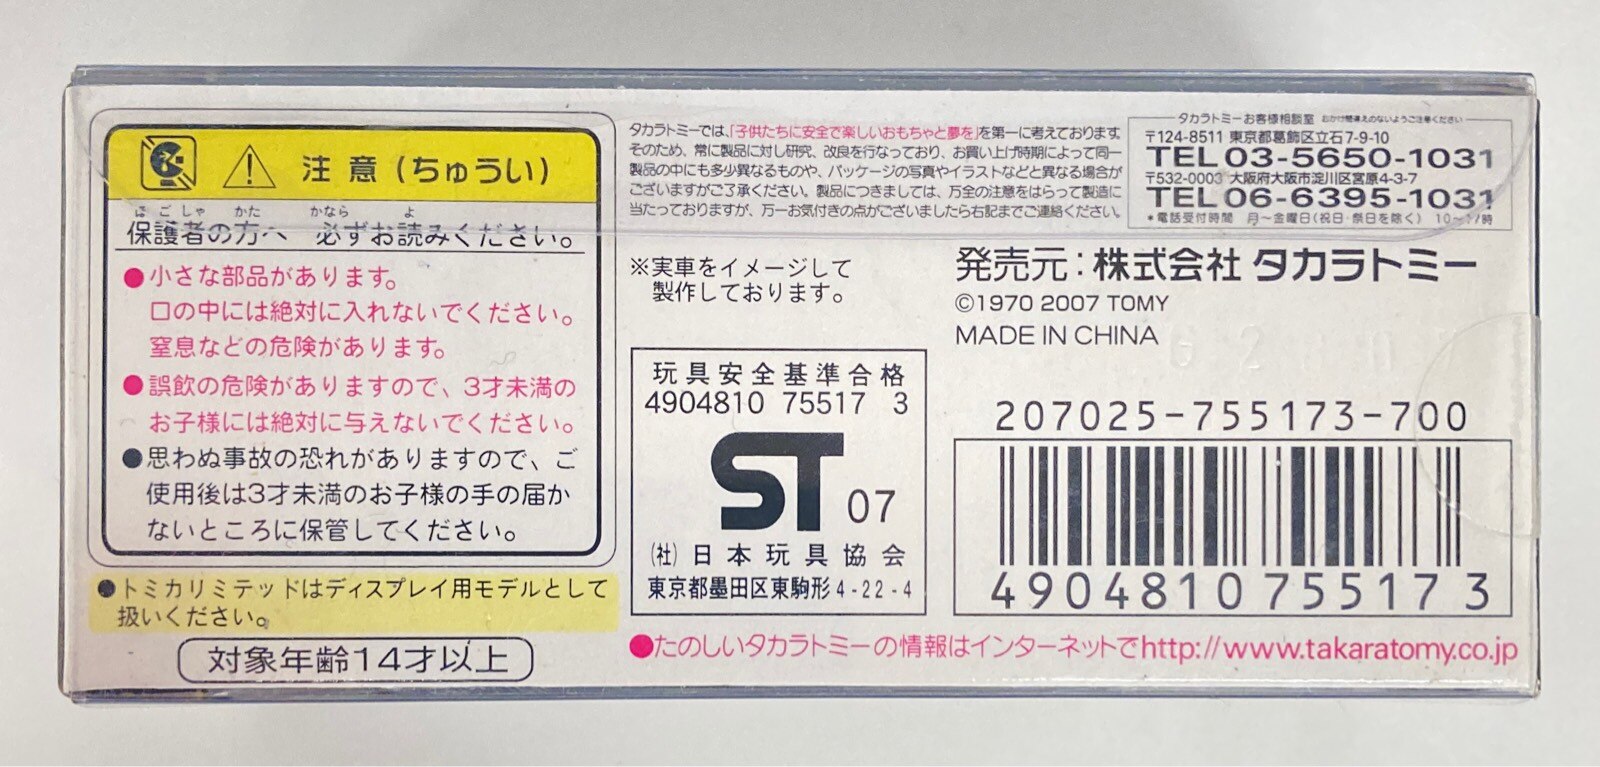 注意(ちゅうい)
ほごしゃ かた かなら よ
保護者の方へ 必ずお読みください。
●小さな部品があります。
口の中には絶対に入れないでください。
窒息などの危険があります。
●誤飲の危険がありますので、3才未満の
お子様には絶対に与えないでください。
●思わぬ事故の恐れがありますので、ご
使用後は3才未満のお子様の手の届か
ないところに保管してください。
●トミカリミテッドはディスプレイ用モデルとして
扱いください。
対象年齢14才以上
タカラトミーでは、「子供たちに安全で楽しいおもちゃと夢を」を第一に考えております。
そのため、常に製品に対し研究、改良を行なっており、お買い上げ時期によって同一
製品の中にも多少異なるものや、パッケージの写真やイラストなどと異なる場合が
ございますがご了承ください。製品につきましては、万全の注意をはらって製造に
当たっておりますが、万一お気付きの点がございましたら右記までご連絡ください。
タカラトミーお客様相談室 おかけ間違えのないようご注意ください
〒124-8511 東京都葛飾区立石7-9-10
TEL 03-5650-1031
〒532-0003 大阪府大阪市淀川区宮原4-3-7
TEL 06-6395-1031
*電話受付時間 月〜金曜日(祝日・祭日を除く) 10〜17時
※実車をイメージして
製作しております。
発売元:株式会社 タカラトミー
©1970 2007 TOMY
MADE IN CHINA
玩具安全基準合格
4904810 75517 3
ST 07
(社)日本玩具協会
東京都墨田区東駒形4-22-4
207025-755173-700
4904810755173
●たのしいタカラトミーの情報はインターネットでhttp://www.takaratomy.co.jp